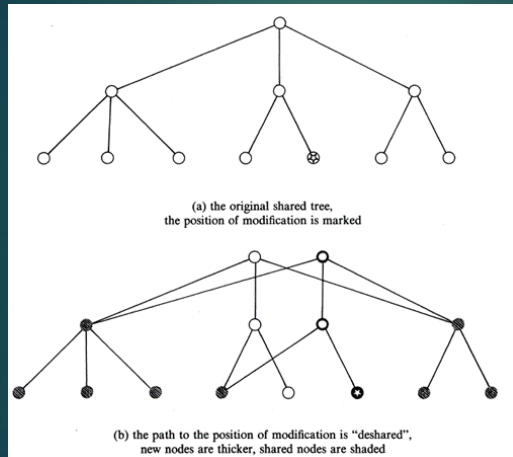 (a) the original shared tree,
the position of modification is marked
(b) the path to the position of modification is “deshared”,
new nodes are thicker, shared nodes are shaded